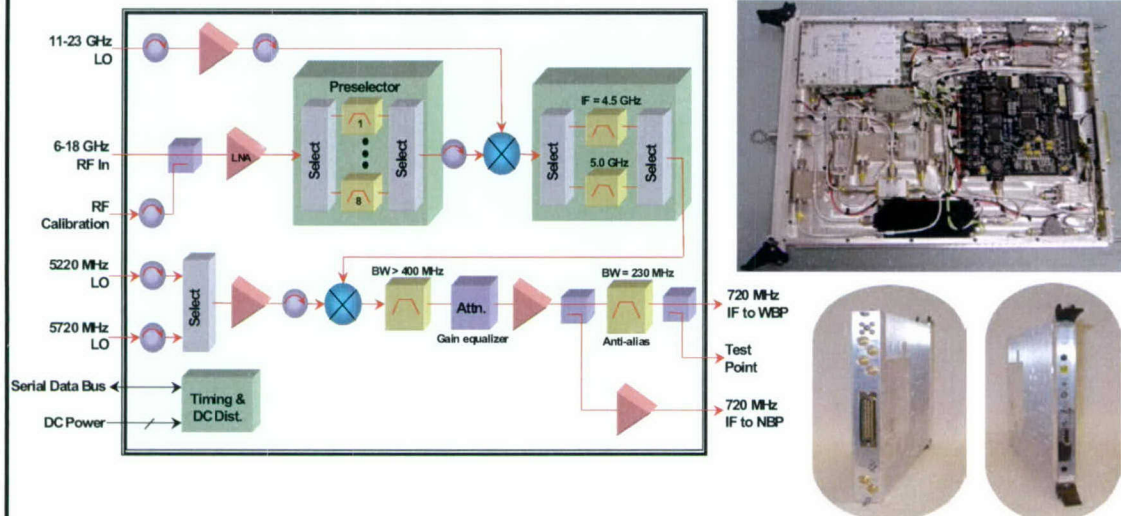 11-23 GHz
LO
6-18 GHz
RF In
RF
Calibration
5220 MHz
LO
5720 MHz
LO
Serial Data Bus
DC Power
LNA
Preselector
Select
1
8
Select
IF = 4.5 GHz
Select
5.0 GHz
Select
Select
BW > 400 MHz
Attn.
Gain equalizer
BW = 230 MHz
Anti-alias
720 MHz
IF to WBP
Test
Point
720 MHz
IF to NBP
Timing &
DC Dist.